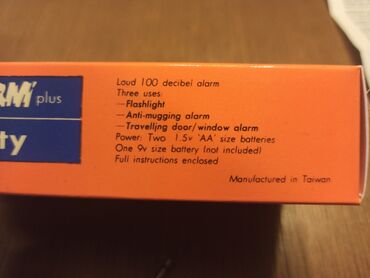 RM plus
ty
Loud 100 decibel alarm
Three uses:
—Flashlight
—Anti-mugging alarm
—Travelling door/window alarm
Power: Two 1.5v 'AA' size batteries
One 9v size battery (not included)
Full instructions enclosed
Manufactured in Taiwan